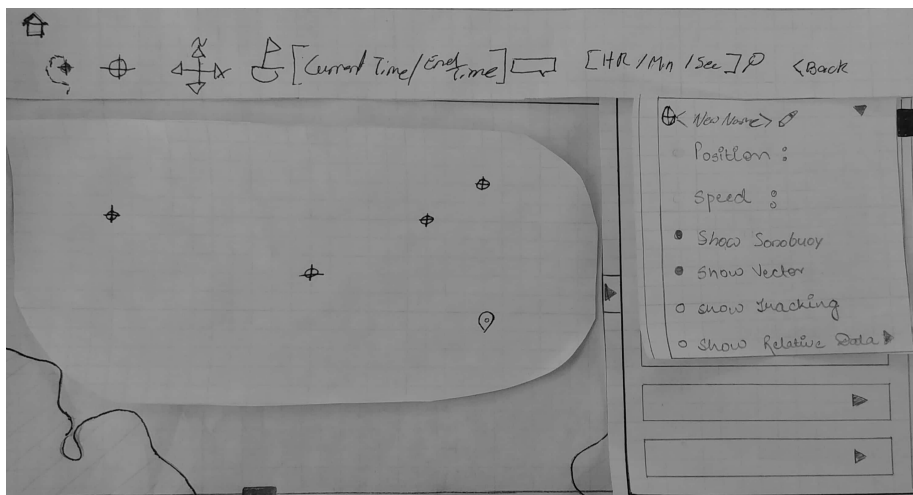 [Current Time/End Time] [HR/Mn/Sec] <Back
<New Name>
Position :
Speed :
Show Sonobuoy
Show Vector
Show Tracking
Show Relative Data